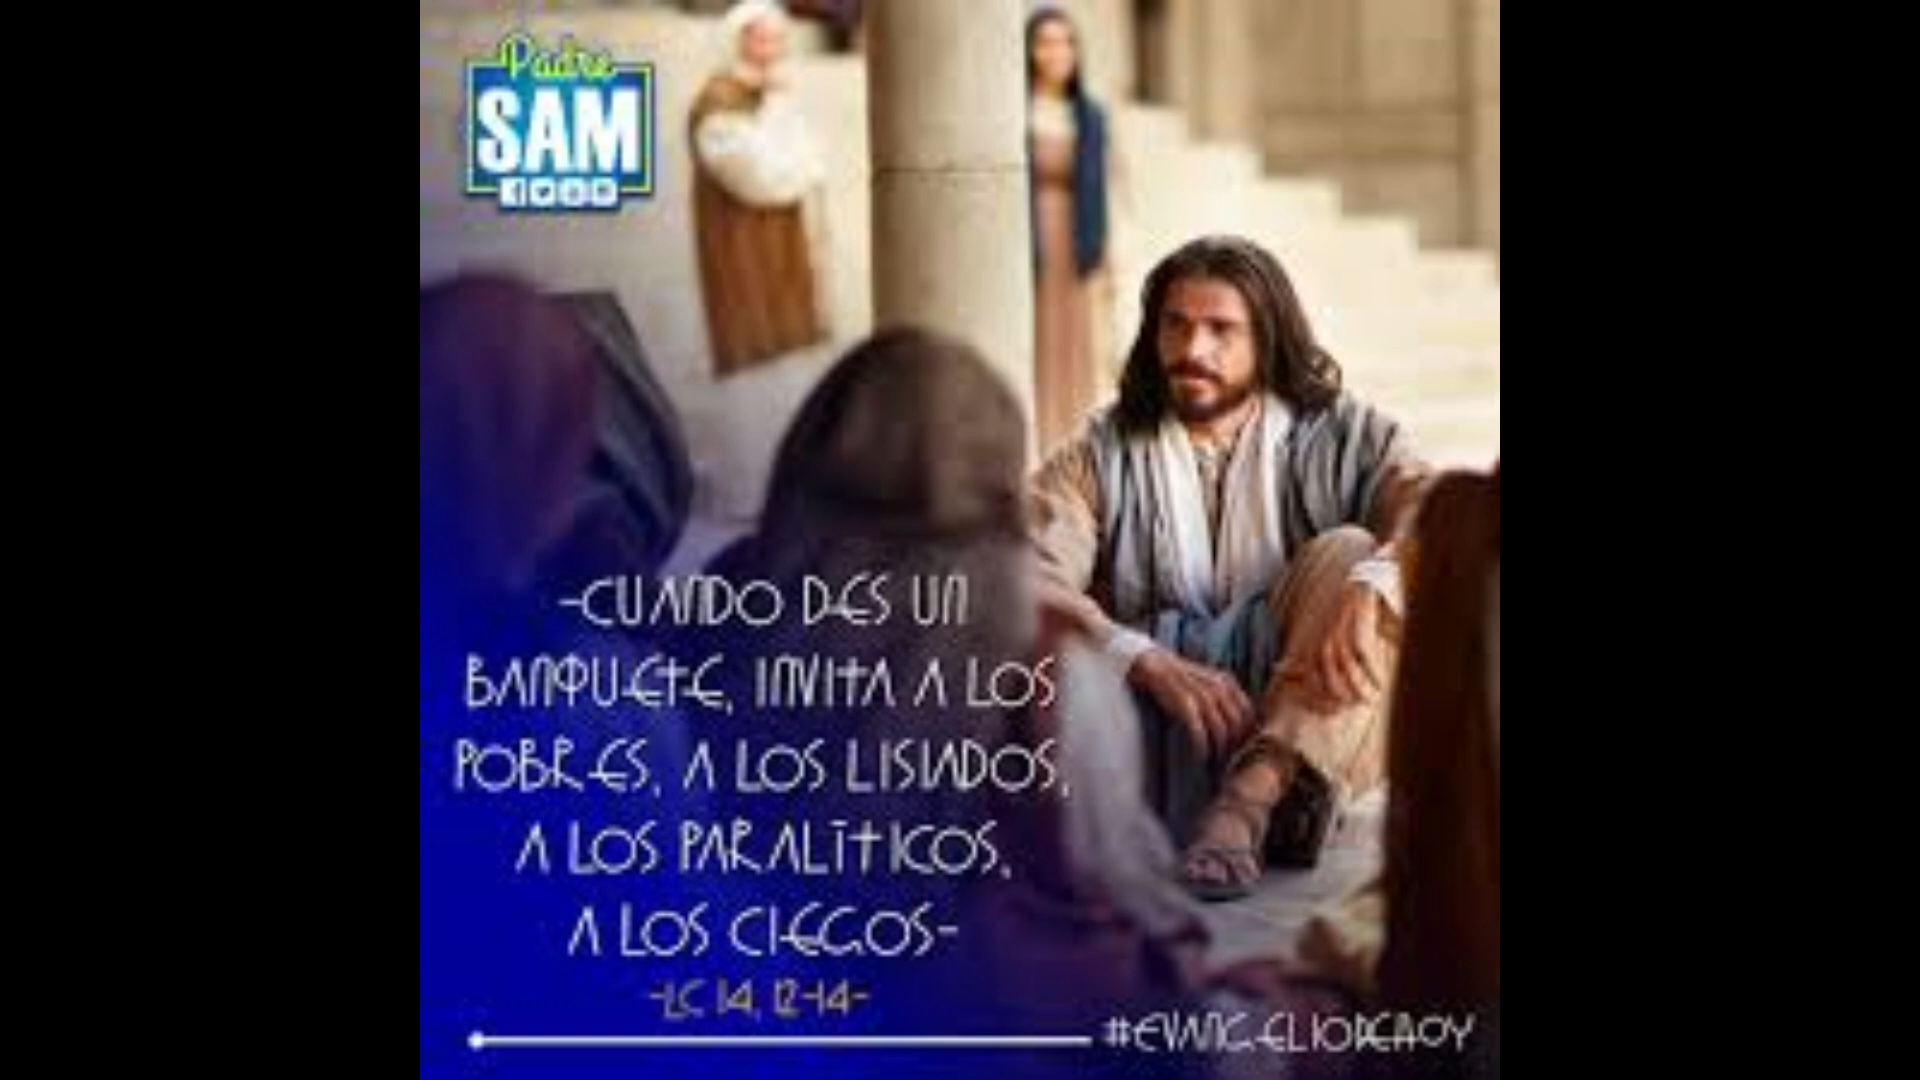 Padre
SAM
-CUANDO DES UN
BANQUETE, INVITA A LOS
POBRES, A LOS LISIADOS,
A LOS PARALÍTICOS,
A LOS CIEGOS-
-LC 14, 12-14-
#EVANGELIODEHOY